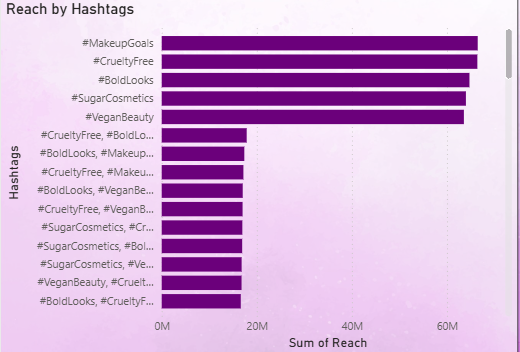 Reach by Hashtags
Hashtags
#MakeupGoals
#CrueltyFree
#BoldLooks
#SugarCosmetics
#VeganBeauty
#CrueltyFree, #BoldLo...
#BoldLooks, #Makeup...
#CrueltyFree, #Makeu...
#BoldLooks, #VeganBe...
#CrueltyFree, #VeganB...
#SugarCosmetics, #Cr...
#SugarCosmetics, #Bol...
#SugarCosmetics, #Ve...
#VeganBeauty, #Cruelt...
#BoldLooks, #CrueltyF...
0M 20M 40M 60M
Sum of Reach